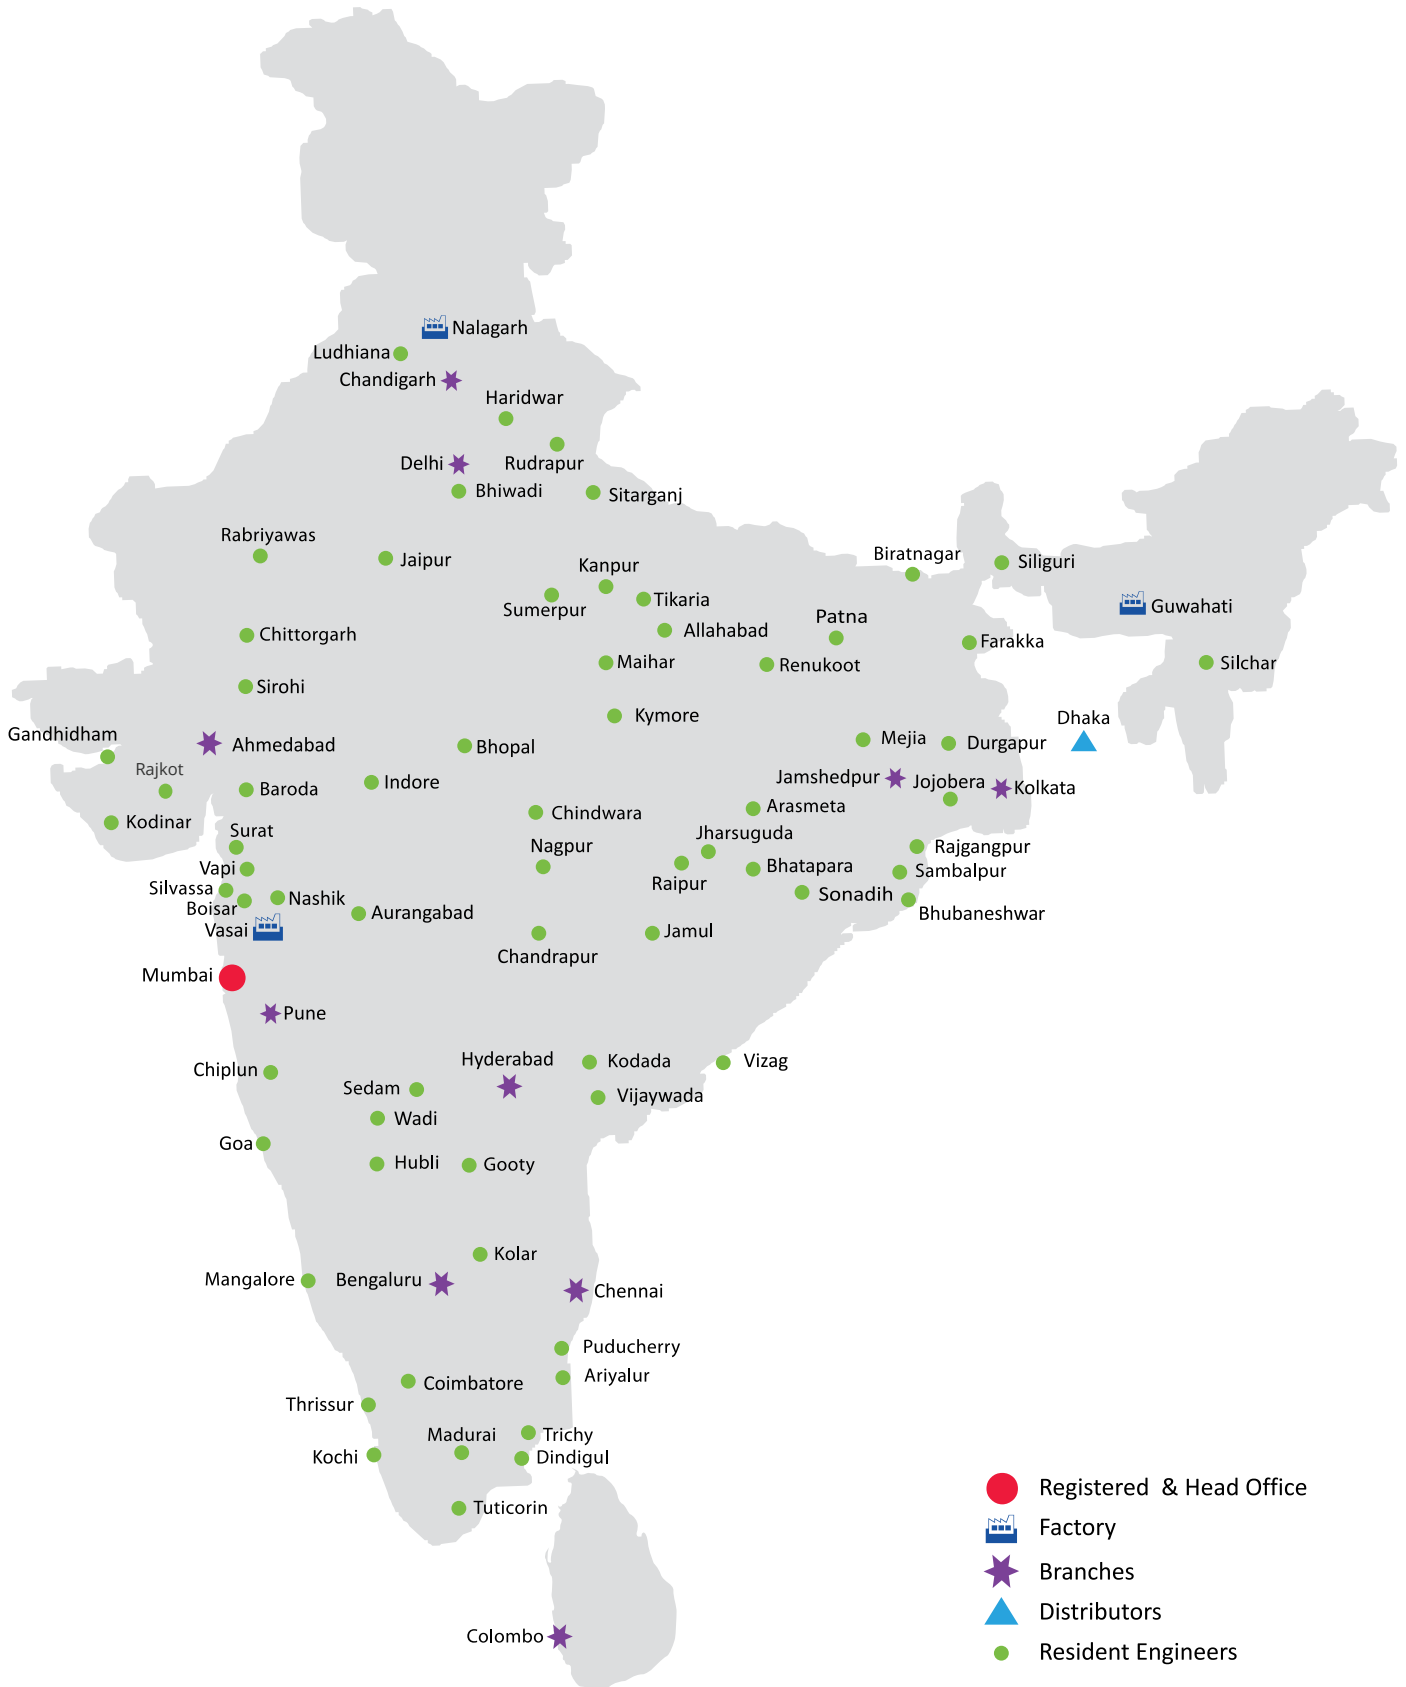 Nalagarh
Ludhiana
Chandigarh
Haridwar
Delhi
Rudrapur
Bhiwadi
Sitarganj
Rabriyawas
Jaipur
Biratnagar
Siliguri
Kanpur
Sumerpur
Tikaria
Guwahati
Patna
Allahabad
Chittorgarh
Farakka
Maihar
Renukoot
Silchar
Sirohi
Kymore
Dhaka
Gandhidham
Ahmedabad
Bhopal
Mejia
Durgapur
Rajkot
Jamshedpur
Jojobera
Kolkata
Baroda
Indore
Arasmeta
Kodinar
Chindwara
Surat
Jharsuguda
Nagpur
Rajgangpur
Vapi
Bhatapara
Sambalpur
Raipur
Silvassa
Nashik
Sonadih
Boisar
Aurangabad
Bhubaneshwar
Vasai
Jamul
Chandrapur
Mumbai
Pune
Hyderabad
Kodada
Vizag
Chiplun
Sedam
Vijaywada
Wadi
Goa
Hubli
Gooty
Kolar
Mangalore
Bengaluru
Chennai
Puducherry
Ariyalur
Coimbatore
Thrissur
Madurai
Trichy
Kochi
Dindigul
Tuticorin
Colombo
Registered & Head Office
Factory
Branches
Distributors
Resident Engineers